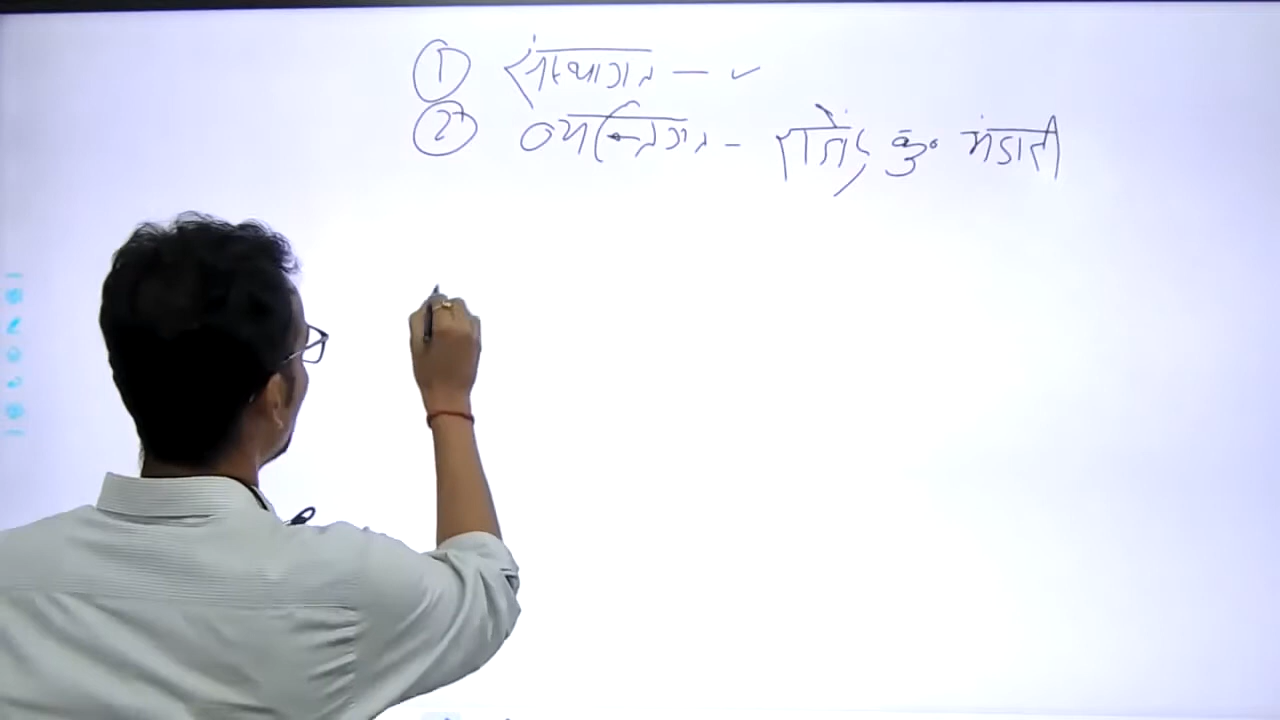 ① संस्थागत – ✓
② व्यक्तिगत – राजेंद्र कु॰ भंडारी